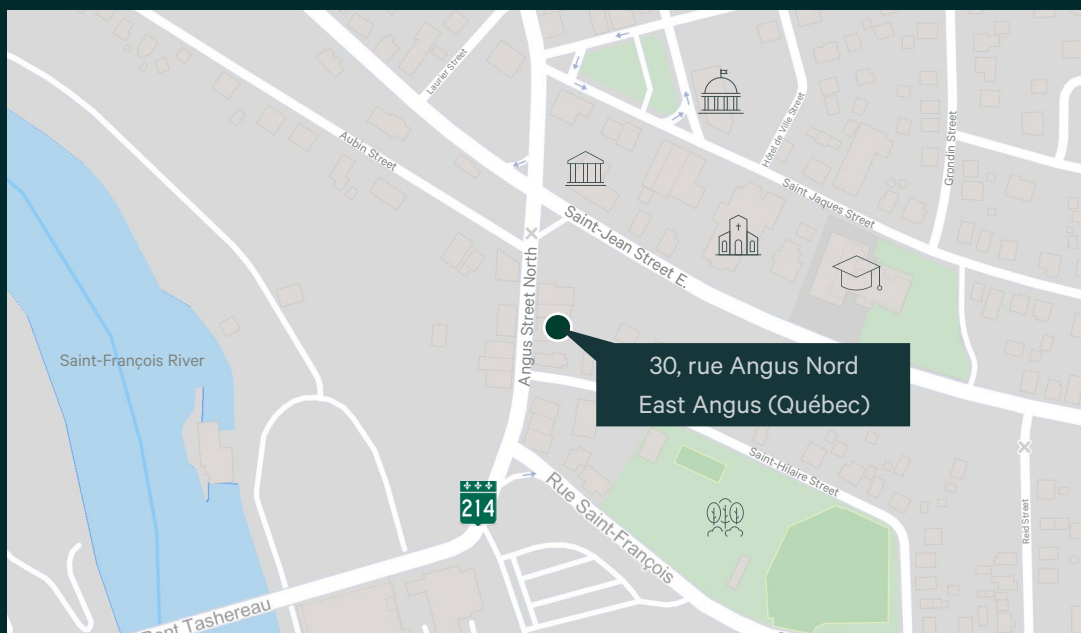 Laurier Street
Aubin Street
Hôtel de Ville Street
Grondin Street
Saint Jaques Street
Saint-Jean Street E.
Angus Street North
Saint-François River
30, rue Angus Nord
East Angus (Québec)
Saint-Hilaire Street
Rue Saint-François
214
Reid Street
Pont Tashereau